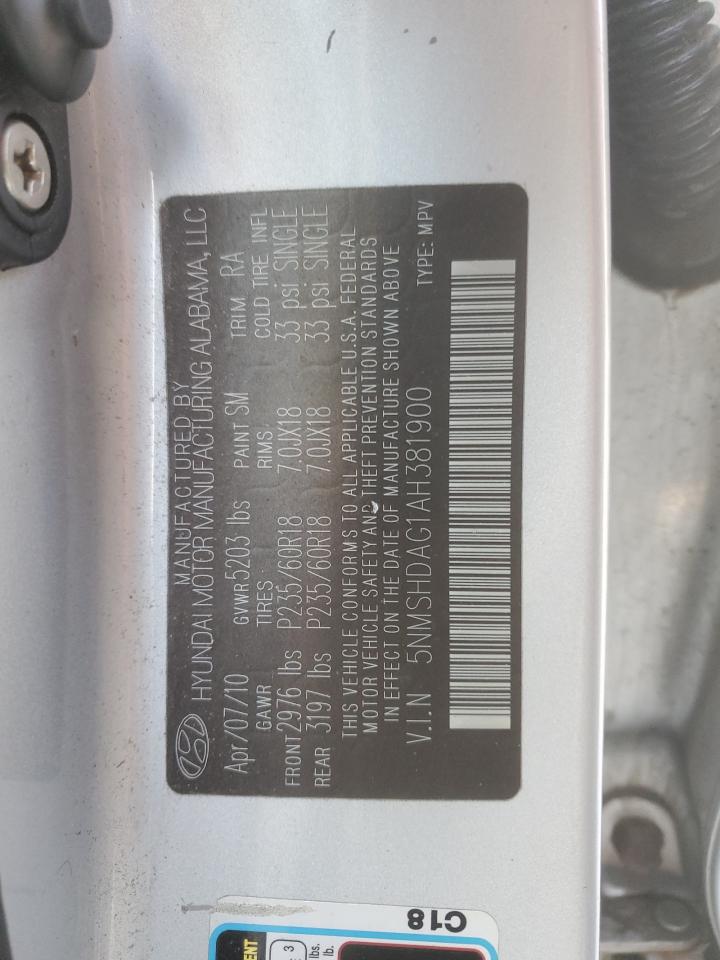 MANUFACTURED BY
HYUNDAI MOTOR MANUFACTURING ALABAMA, LLC
Apr/07/10 GVWR 5203 lbs PAINT SM TRIM RA
GAWR TIRES RIMS COLD TIRE INFL
FRONT 2976 lbs P235/60R18 7,0JX18 33 psi SINGLE
REAR 3197 lbs P235/60R18 7,0JX18 33 psi SINGLE
THIS VEHICLE CONFORMS TO ALL APPLICABLE U.S.A. FEDERAL
MOTOR VEHICLE SAFETY AND THEFT PREVENTION STANDARDS
IN EFFECT ON THE DATE OF MANUFACTURE SHOWN ABOVE
V.I.N 5NMSHDAG1AH381900 TYPE: MPV
C18
3
lbs.
lb.